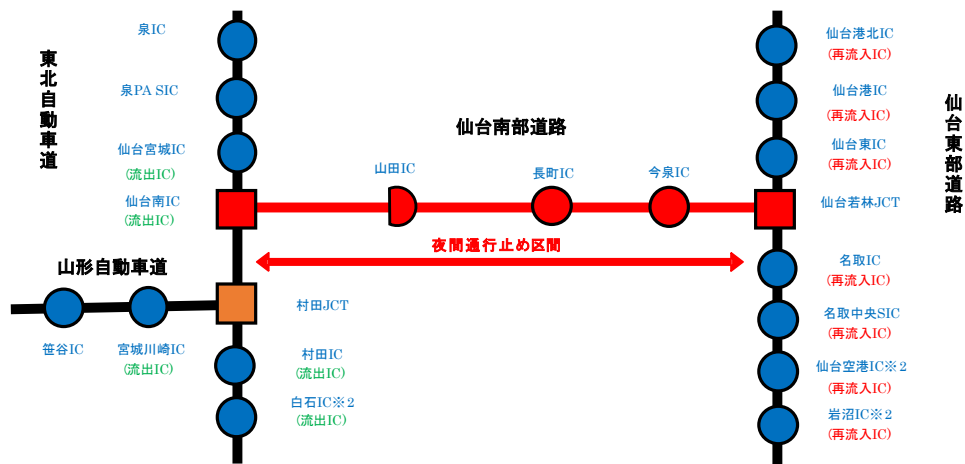 東北自動車道
泉IC
泉PA SIC
仙台宮城IC
(流出IC)
仙台南IC
(流出IC)
山形自動車道
笹谷IC
宮城川崎IC
(流出IC)
村田JCT
村田IC
(流出IC)
白石IC※2
(流出IC)
仙台南部道路
山田IC
長町IC
今泉IC
夜間通行止め区間
仙台港北IC
(再流入IC)
仙台港IC
(再流入IC)
仙台東IC
(再流入IC)
仙台若林JCT
名取IC
(再流入IC)
名取中央SIC
(再流入IC)
仙台空港IC※2
(再流入IC)
岩沼IC※2
(再流入IC)
仙台東部道路